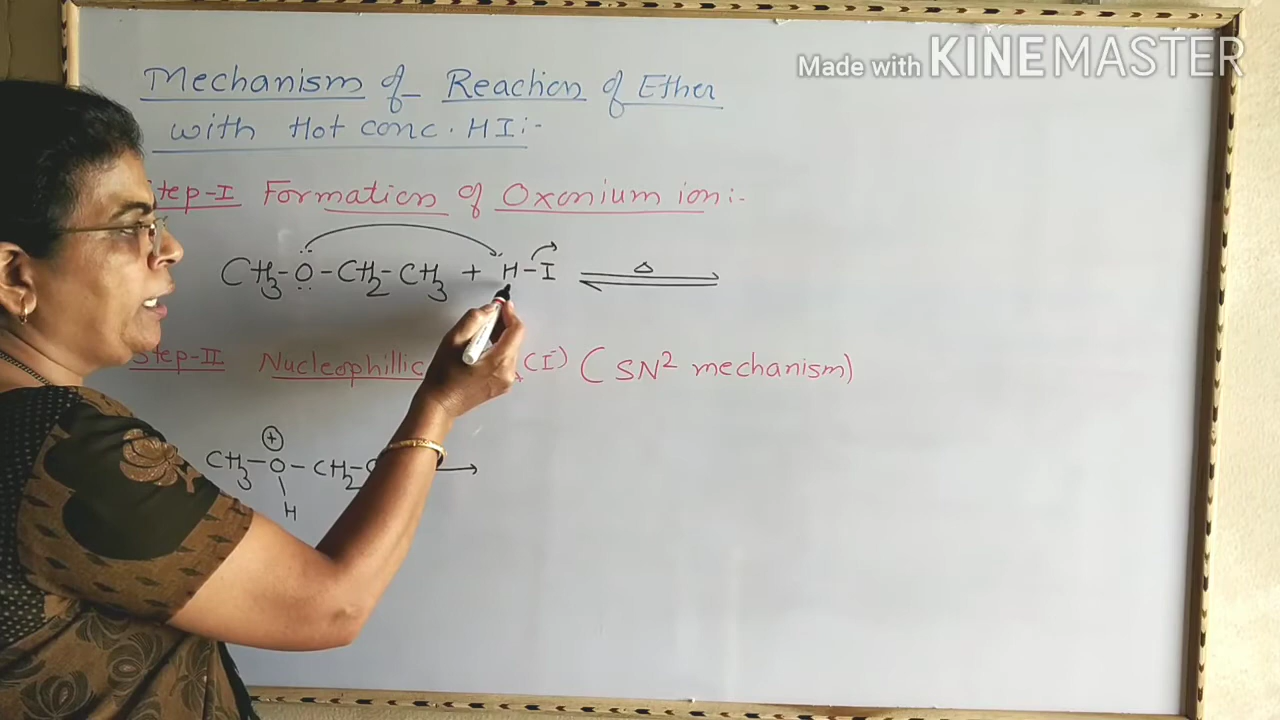 Made with KINEMASTER
Mechanism of Reaction of Ether
with Hot conc. HI:-
Step-I Formation of Oxonium ion:-
CH3-O-CH2-CH3 + H-I Δ
Step-II Nucleophillic (I-) (SN2 mechanism)
+
CH3-O-CH2-
H